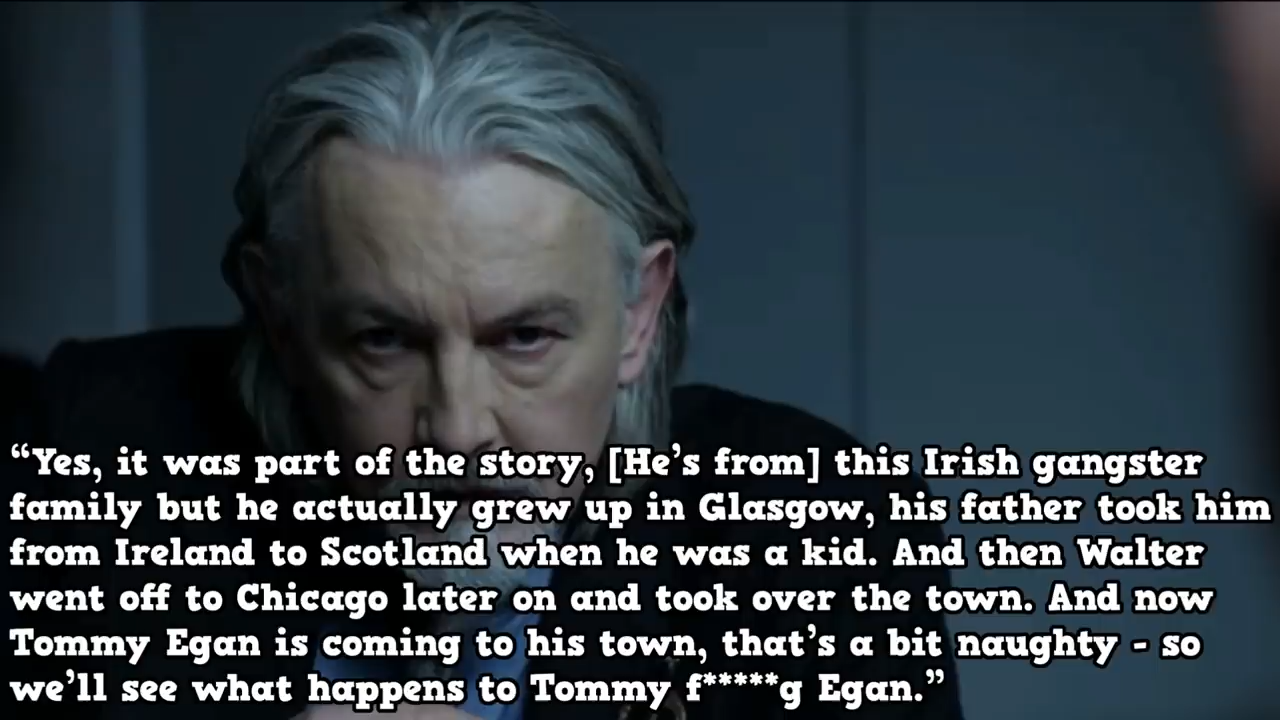 “Yes, it was part of the story, [He’s from] this Irish gangster
family but he actually grew up in Glasgow, his father took him
from Ireland to Scotland when he was a kid. And then Walter
went off to Chicago later on and took over the town. And now
Tommy Egan is coming to his town, that’s a bit naughty - so
we’ll see what happens to Tommy f*****g Egan.”